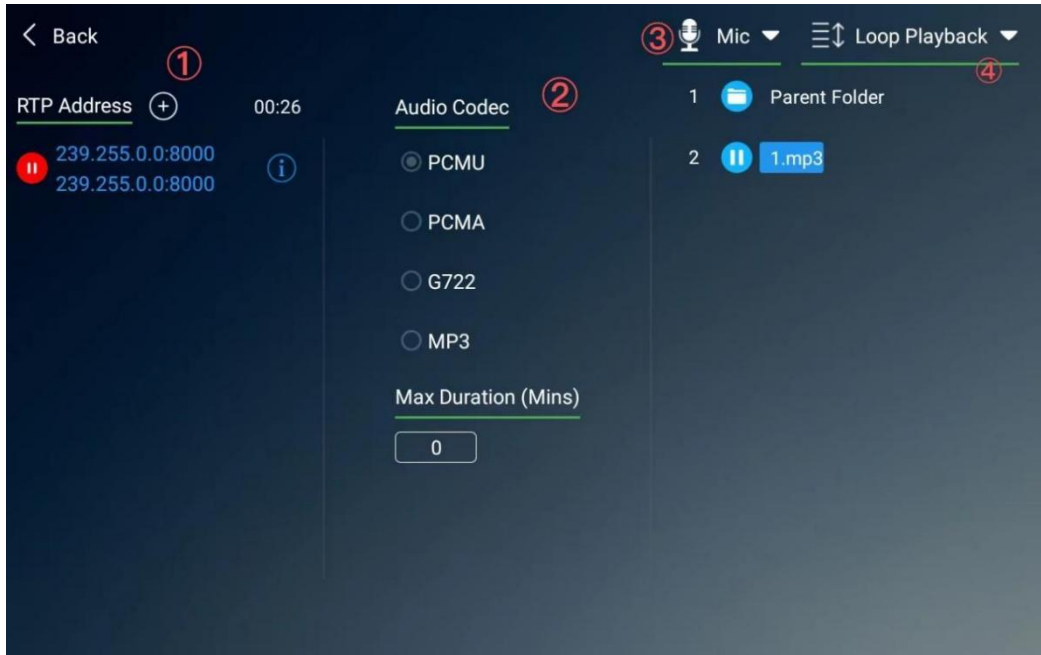 Back
①
③ Mic
Loop Playback
④
RTP Address + 00:26
239.255.0.0:8000
239.255.0.0:8000
i
Audio Codec ②
PCMU
PCMA
G722
MP3
Max Duration (Mins)
0
1 Parent Folder
2 1.mp3